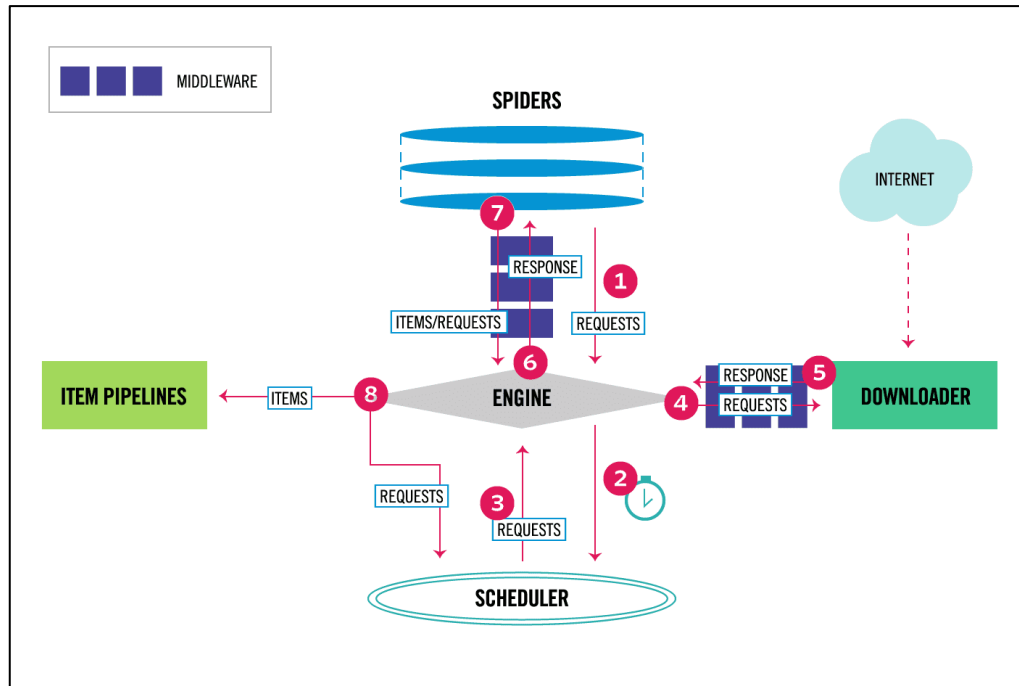 MIDDLEWARE
SPIDERS
INTERNET
7
RESPONSE
1
ITEMS/REQUESTS
REQUESTS
6
RESPONSE
5
ITEM PIPELINES
ITEMS
8
ENGINE
4
REQUESTS
DOWNLOADER
2
REQUESTS
3
REQUESTS
SCHEDULER